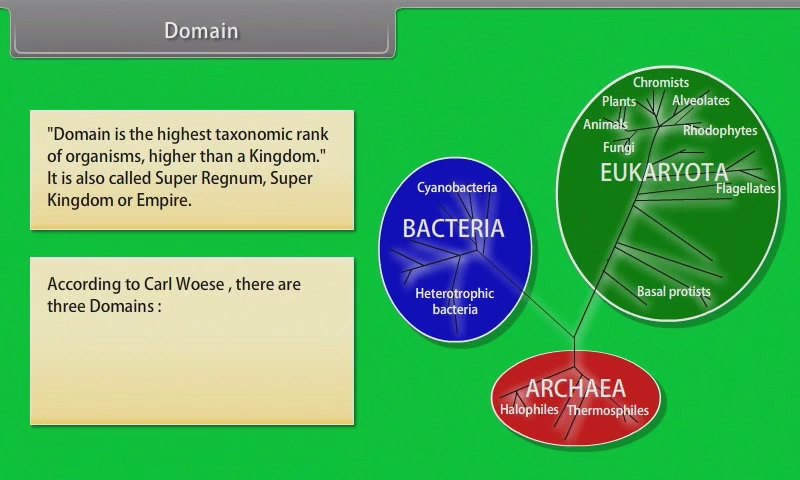 Domain
"Domain is the highest taxonomic rank
of organisms, higher than a Kingdom."
It is also called Super Regnum, Super
Kingdom or Empire.
According to Carl Woese , there are
three Domains :
Cyanobacteria
BACTERIA
Heterotrophic
bacteria
Chromists
Plants
Alveolates
Animals
Rhodophytes
Fungi
EUKARYOTA
Flagellates
Basal protists
ARCHAEA
Halophiles
Thermosphiles